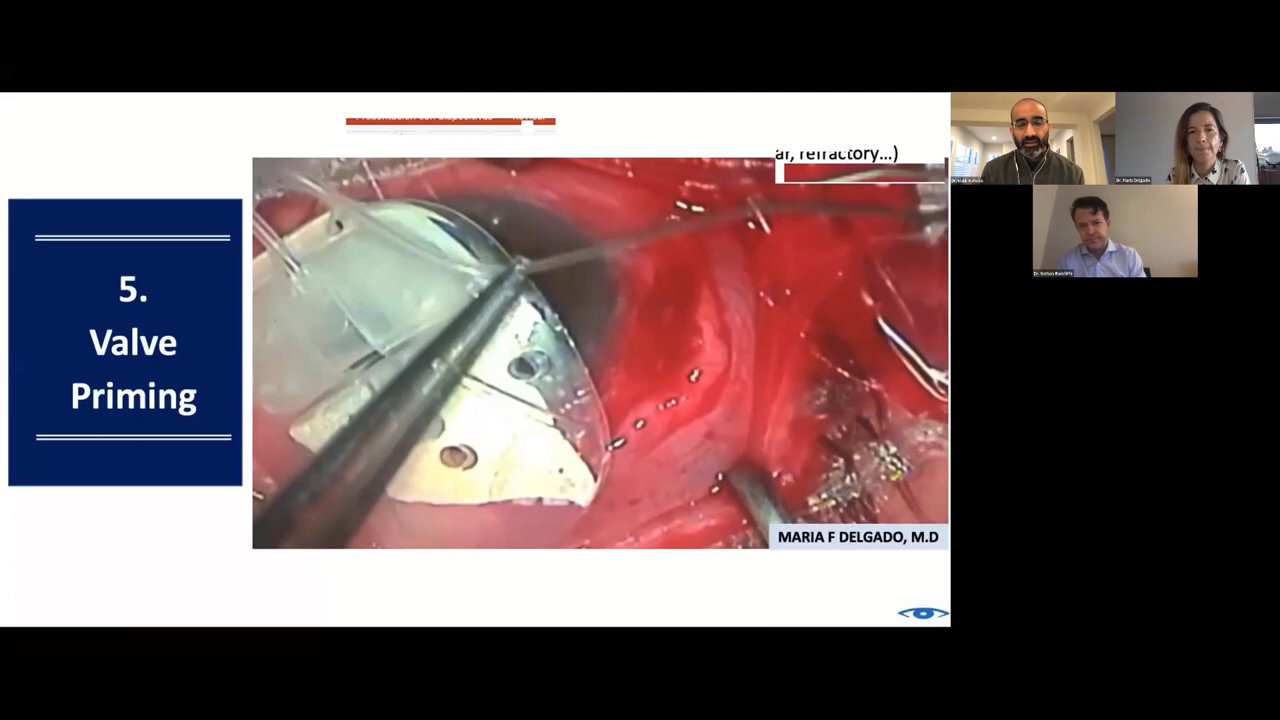 ar, refractory...)
5.
Valve
Priming
MARIA F DELGADO, M.D